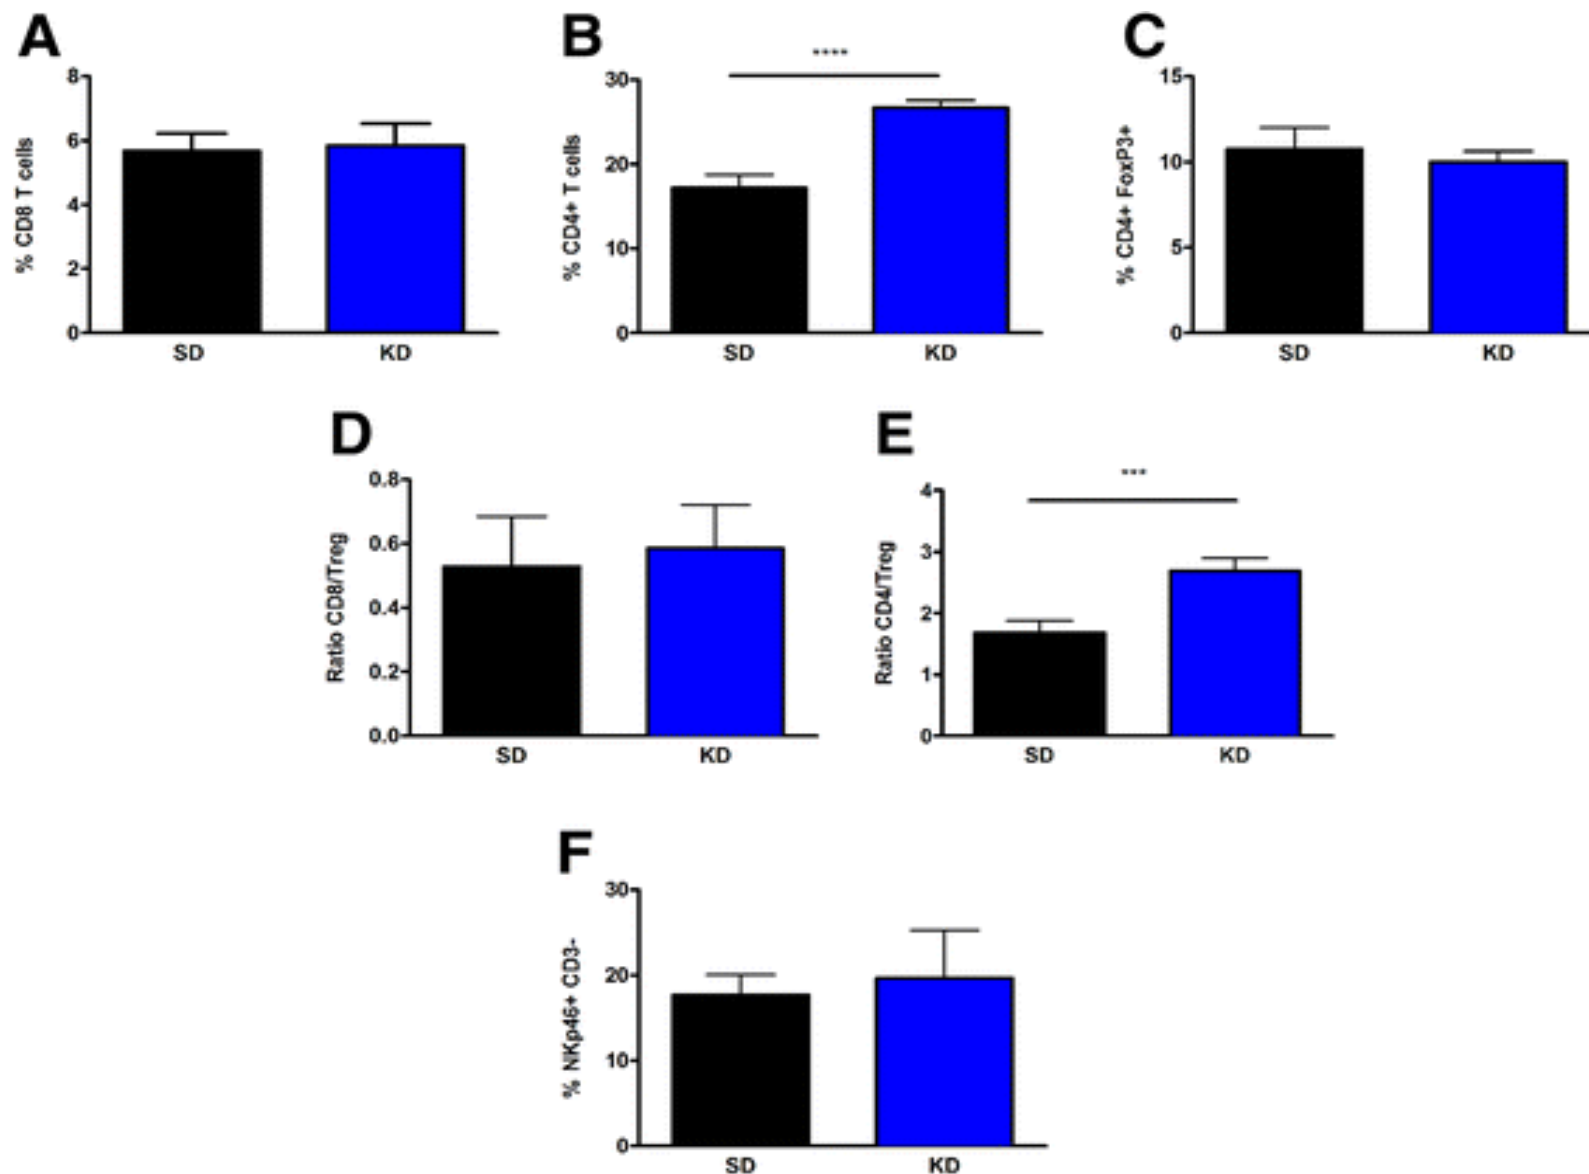 A
% CD8 T cells
8
6
4
2
0
SD KD
B
****
% CD4+ T cells
30
20
10
0
SD KD
C
% CD4+ FoxP3+
15
10
5
0
SD KD
D
Ratio CD8/Treg
0.8
0.6
0.4
0.2
0.0
SD KD
E
***
Ratio CD4/Treg
4
3
2
1
0
SD KD
F
% NKp46+ CD3-
30
20
10
0
SD KD